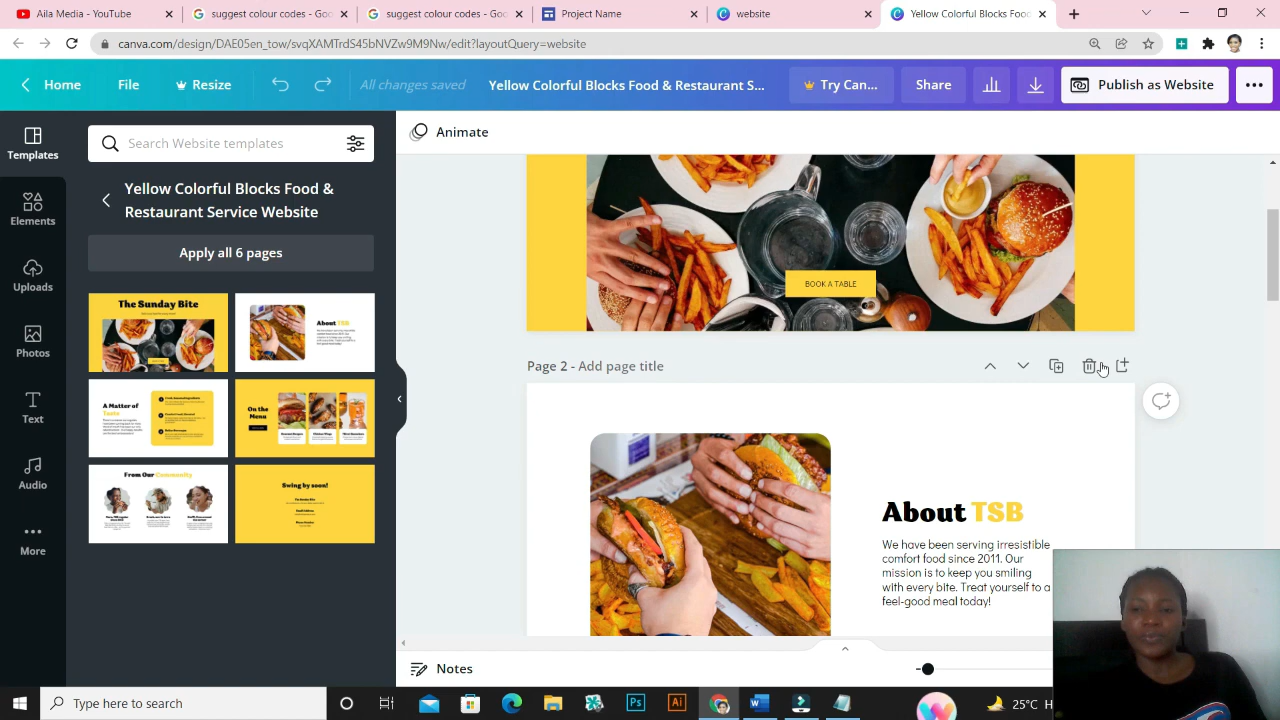 Aila Media - YouTube
suggest colour codes - Goo
suggest colour codes - Goo
Project Name
website
Yellow Colorful Blocks Food
canva.com/design/DAE05en_tow/svqXAMTrdS45bNVZw9M9Nw/edit?layoutQuery=website
Home
File
Resize
All changes saved
Yellow Colorful Blocks Food & Restaurant S...
Try Can...
Share
Publish as Website
Templates
Search Website templates
Animate
Yellow Colorful Blocks Food &
Restaurant Service Website
Elements
Apply all 6 pages
Uploads
BOOK A TABLE
The Sunday Bite
About TSB
Photos
Page 2 - Add page title
Text
A Matter of
Taste
On the
Menu
Audio
From Our Community
Swing by soon!
About TSB
We have been serving irresistible
comfort food since 2011. Our
mission is to keep you smiling
with every bite. Treat yourself to a
feel-good meal today!
More
Notes
Type here to search
25°C H